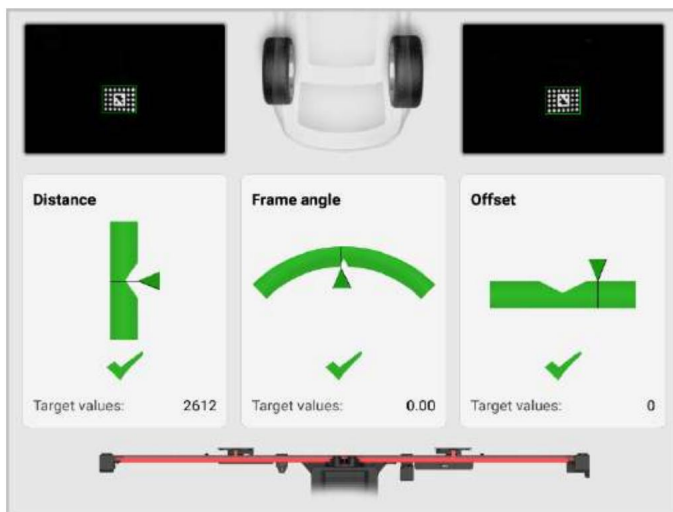 Distance
Frame angle
Offset
Target values: 2612
Target values: 0.00
Target values: 0